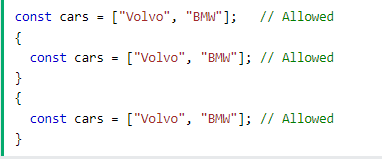 const cars = ["Volvo", "BMW"];   // Allowed
{
  const cars = ["Volvo", "BMW"]; // Allowed
}
{
  const cars = ["Volvo", "BMW"]; // Allowed
}